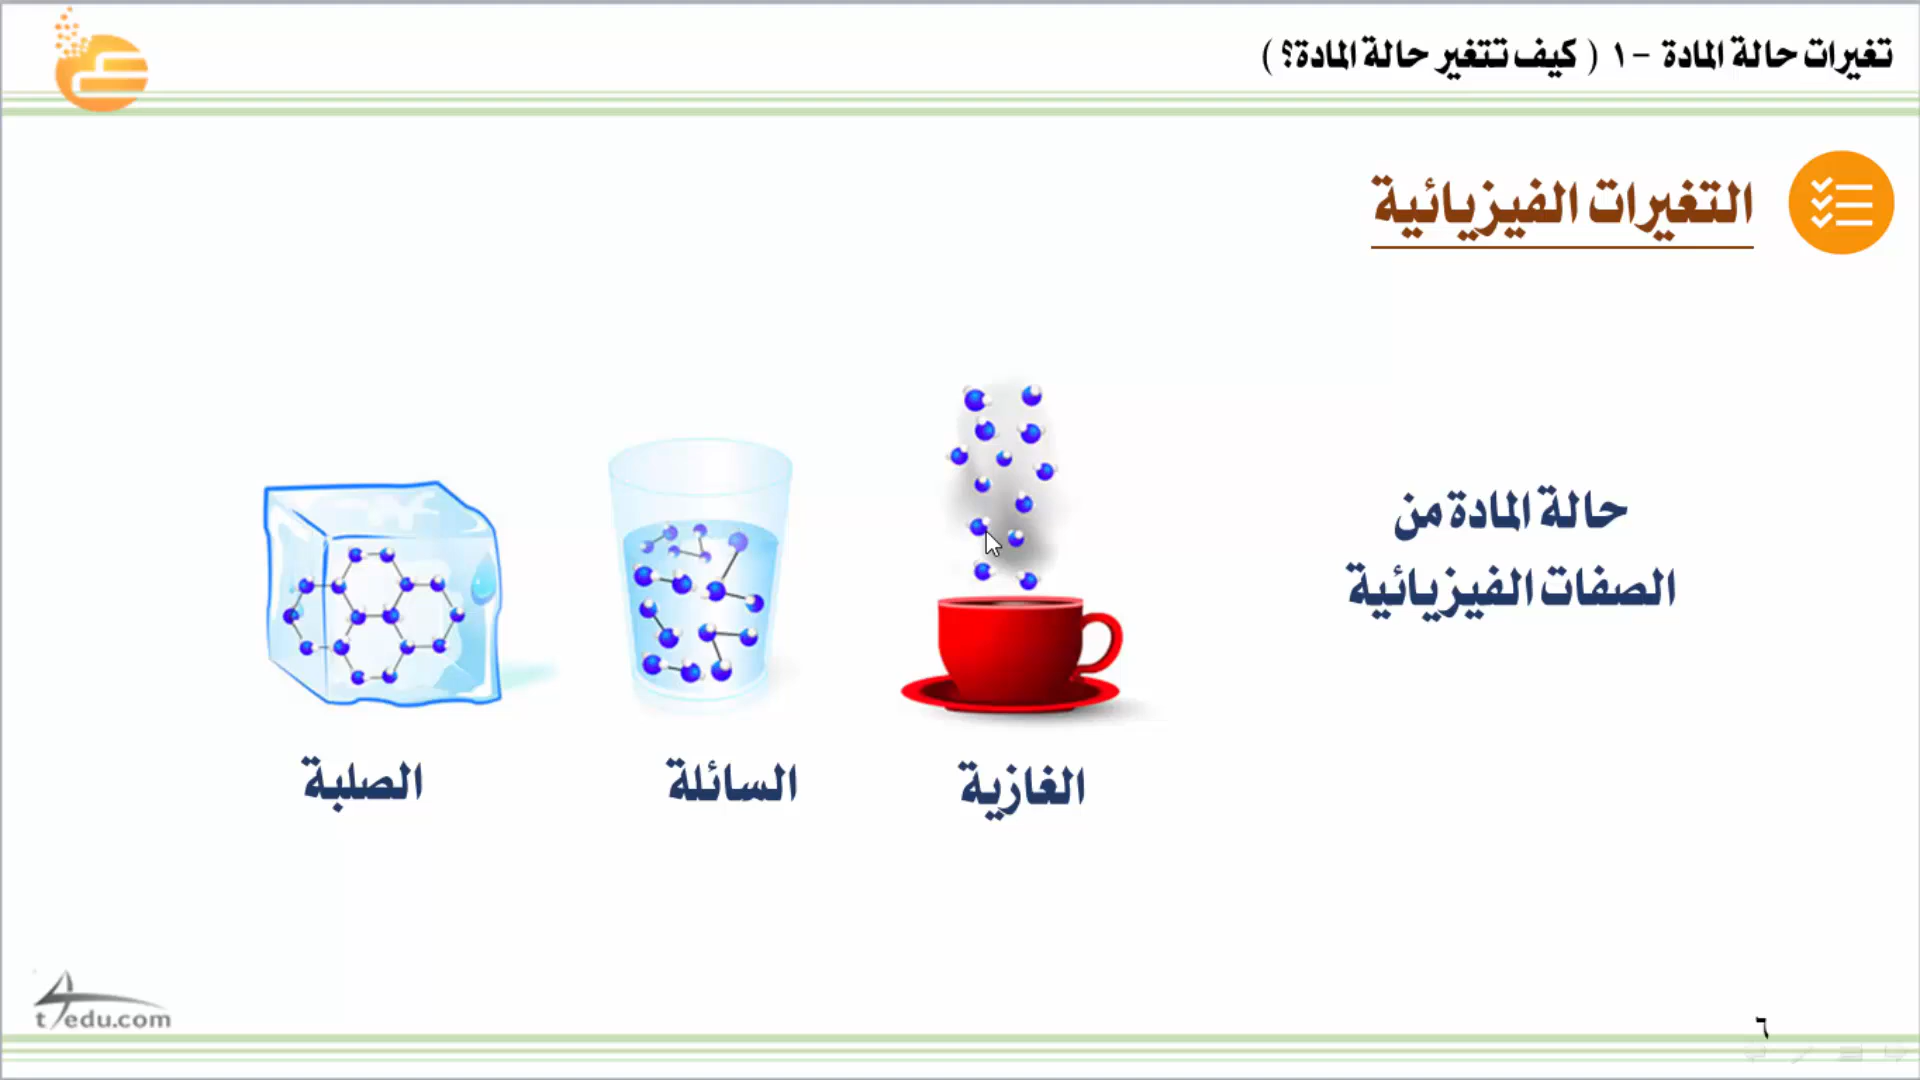 تغيرات حالة المادة - ١ ( كيف تتغير حالة المادة؟ )
التغيرات الفيزيائية
حالة المادة من
الصفات الفيزيائية
الغازية
السائلة
الصلبة
t4edu.com
٦